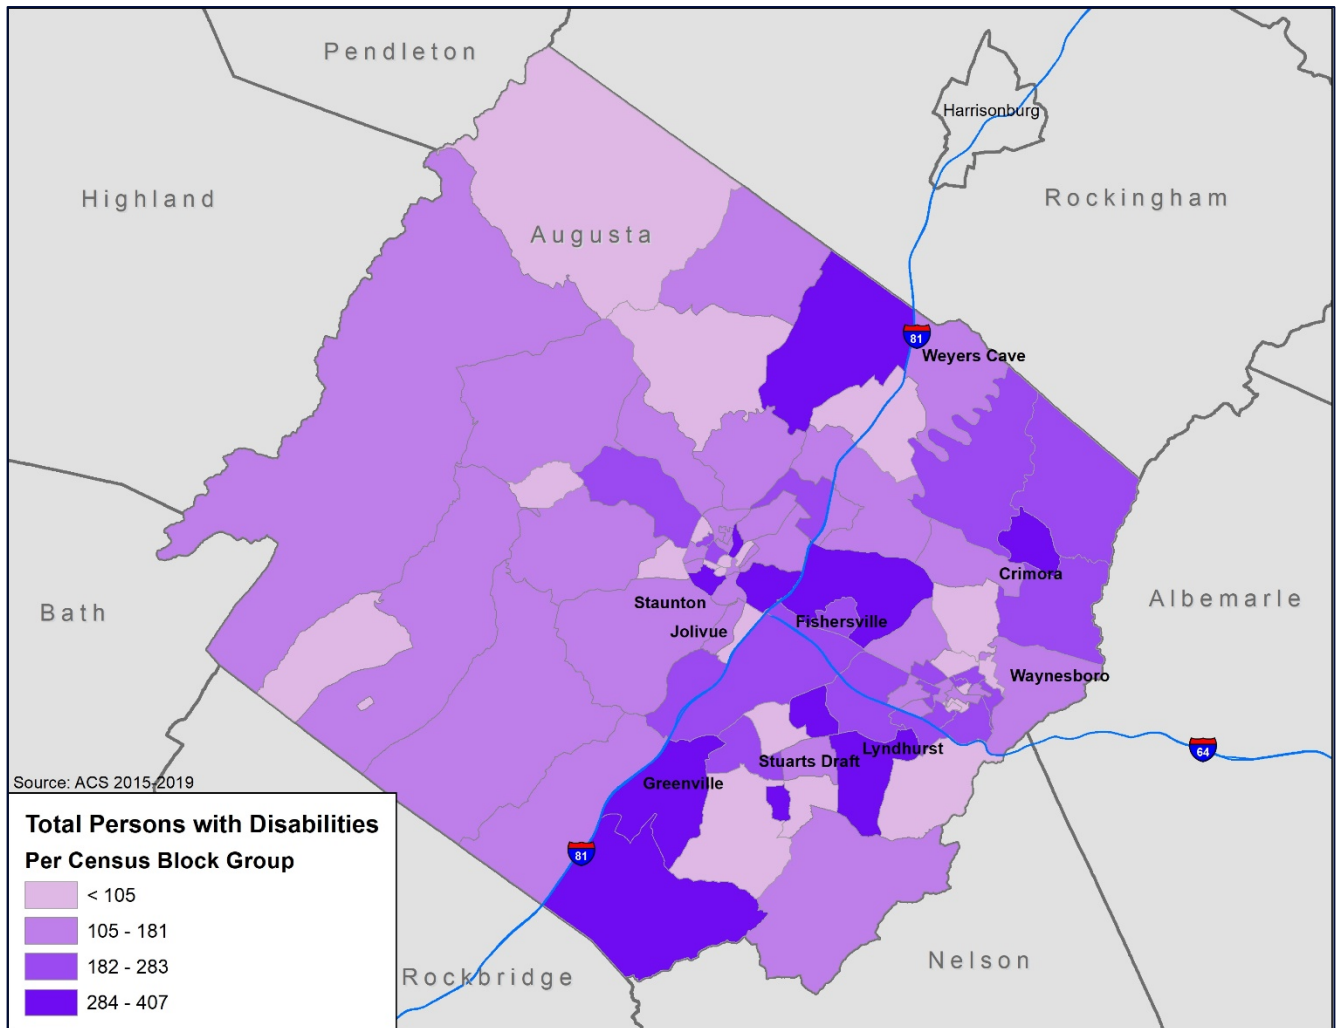 Pendleton
Harrisonburg
Highland
Rockingham
Augusta
81
Weyers Cave
Crimora
Bath
Staunton
Albemarle
Fishersville
Jolivue
Waynesboro
Lyndhurst
64
Stuarts Draft
Greenville
Source: ACS 2015-2019
Total Persons with Disabilities
Per Census Block Group
< 105
105 - 181
182 - 283
284 - 407
81
Nelson
Rockbridge